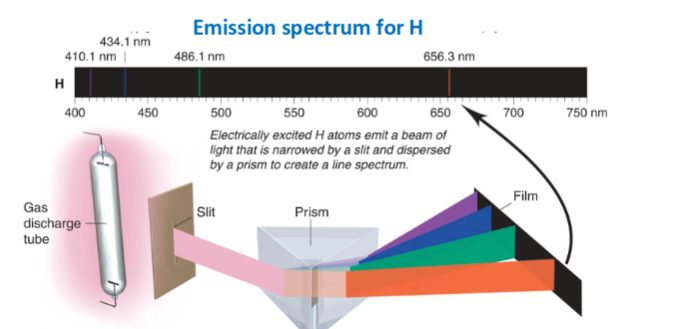 Emission spectrum for H
434.1 nm
410.1 nm
486.1 nm
656.3 nm
H
400
450
500
550
600
650
700
750 nm
Electrically excited H atoms emit a beam of
light that is narrowed by a slit and dispersed
by a prism to create a line spectrum.
Gas
discharge
tube
Slit
Prism
Film